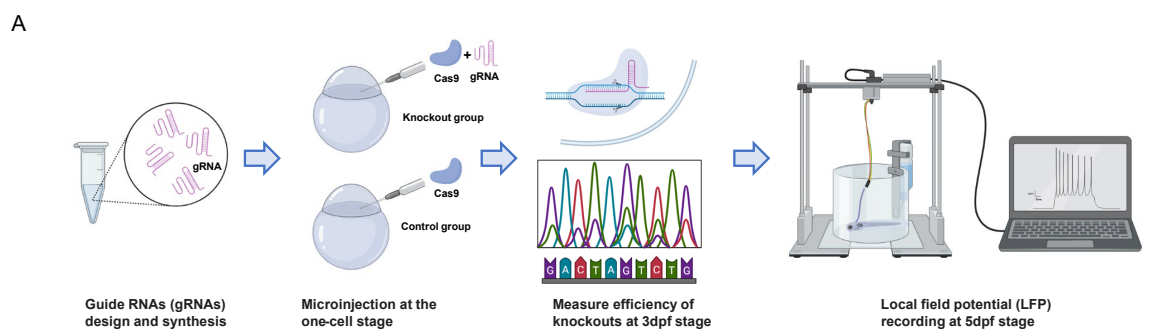 A
gRNA
Cas9
+
gRNA
Knockout group
Cas9
Control group
G A C T A G T C T G
Guide RNAs (gRNAs)
design and synthesis
Microinjection at the
one-cell stage
Measure efficiency of
knockouts at 3dpf stage
Local field potential (LFP)
recording at 5dpf stage